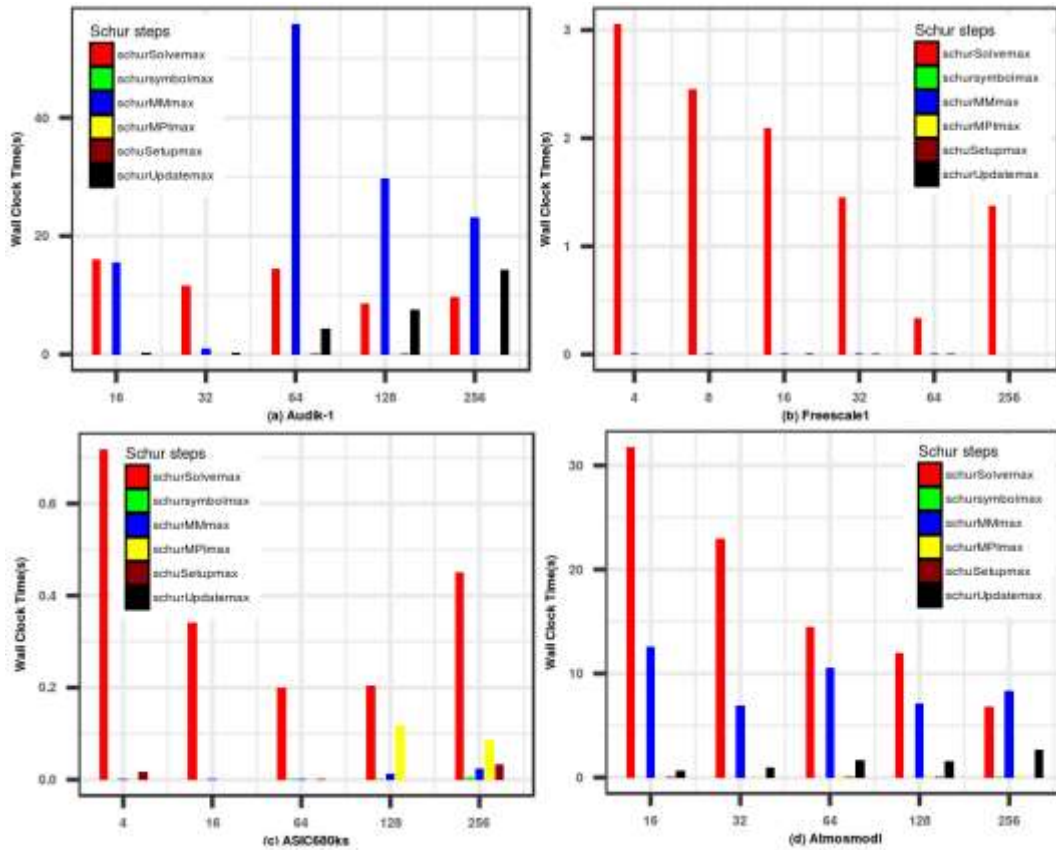 Schur steps
schurSolvemax
schursymbolmax
schurMMmax
schurMPImax
schuSetupmax
schurUpdatemax
Wall Clock Time(s)
40
20
0
16 32 64 128 256
(a) Audik-1
Schur steps
schurSolvemax
schursymbolmax
schurMMmax
schurMPImax
schuSetupmax
schurUpdatemax
Wall Clock Time(s)
3
2
1
0
4 8 16 32 64 256
(b) Freescale1
Schur steps
schurSolvemax
schursymbolmax
schurMMmax
schurMPImax
schuSetupmax
schurUpdatemax
Wall Clock Time(s)
0.6
0.4
0.2
0.0
4 16 64 128 256
(c) ASIC680ks
Schur steps
schurSolvemax
schursymbolmax
schurMMmax
schurMPImax
schuSetupmax
schurUpdatemax
Wall Clock Time(s)
30
20
10
0
16 32 64 128 256
(d) Atmosmodl